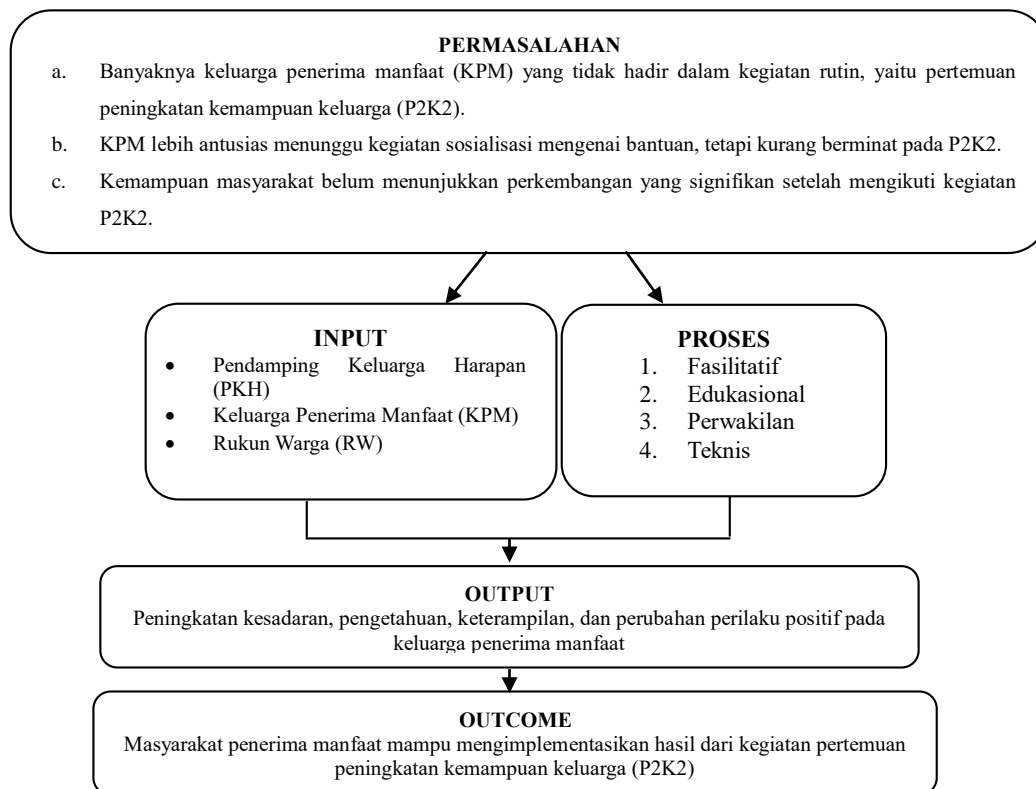 PERMASALAHAN
a. Banyaknya keluarga penerima manfaat (KPM) yang tidak hadir dalam kegiatan rutin, yaitu pertemuan
peningkatan kemampuan keluarga (P2K2).
b. KPM lebih antusias menunggu kegiatan sosialisasi mengenai bantuan, tetapi kurang berminat pada P2K2.
c. Kemampuan masyarakat belum menunjukkan perkembangan yang signifikan setelah mengikuti kegiatan
P2K2.
INPUT
• Pendamping Keluarga Harapan
(PKH)
• Keluarga Penerima Manfaat (KPM)
• Rukun Warga (RW)
PROSES
1. Fasilitatif
2. Edukasional
3. Perwakilan
4. Teknis
OUTPUT
Peningkatan kesadaran, pengetahuan, keterampilan, dan perubahan perilaku positif pada
keluarga penerima manfaat
OUTCOME
Masyarakat penerima manfaat mampu mengimplementasikan hasil dari kegiatan pertemuan
peningkatan kemampuan keluarga (P2K2)